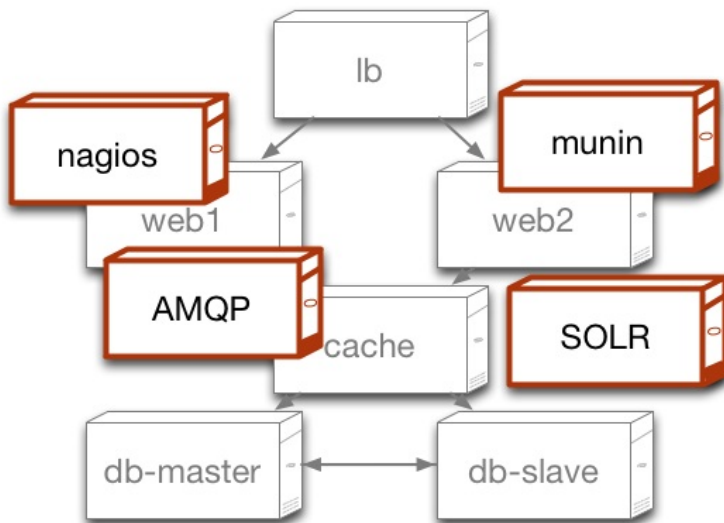 lb
nagios
munin
web1
web2
AMQP
SOLR
cache
db-master
db-slave